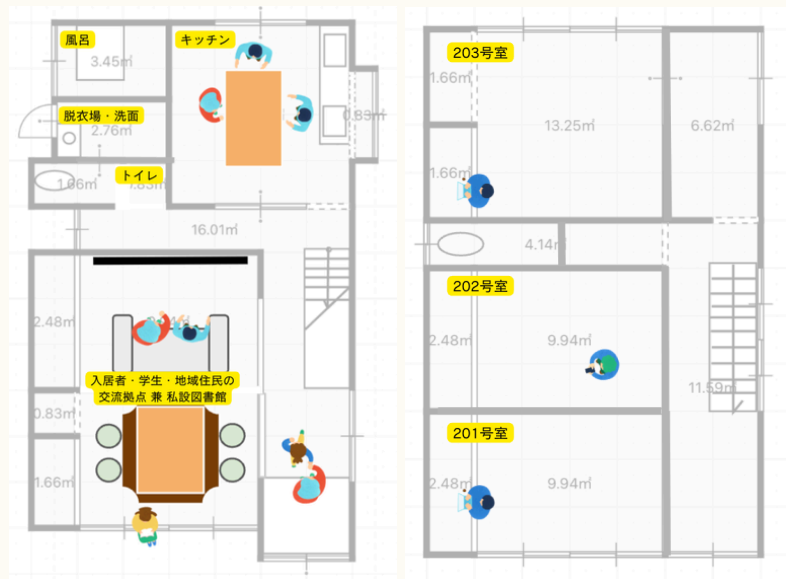 風呂
3.45㎡
脱衣場・洗面
2.76㎡
トイレ
1.66㎡
キッチン
0.83㎡
16.01㎡
2.48㎡
入居者・学生・地域住民の
交流拠点 兼 私設図書館
0.83㎡
1.66㎡
203号室
1.66㎡
13.25㎡
6.62㎡
1.66㎡
4.14㎡
202号室
2.48㎡
9.94㎡
11.59㎡
201号室
2.48㎡
9.94㎡